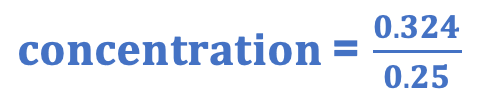 concentration = 0.324 / 0.25